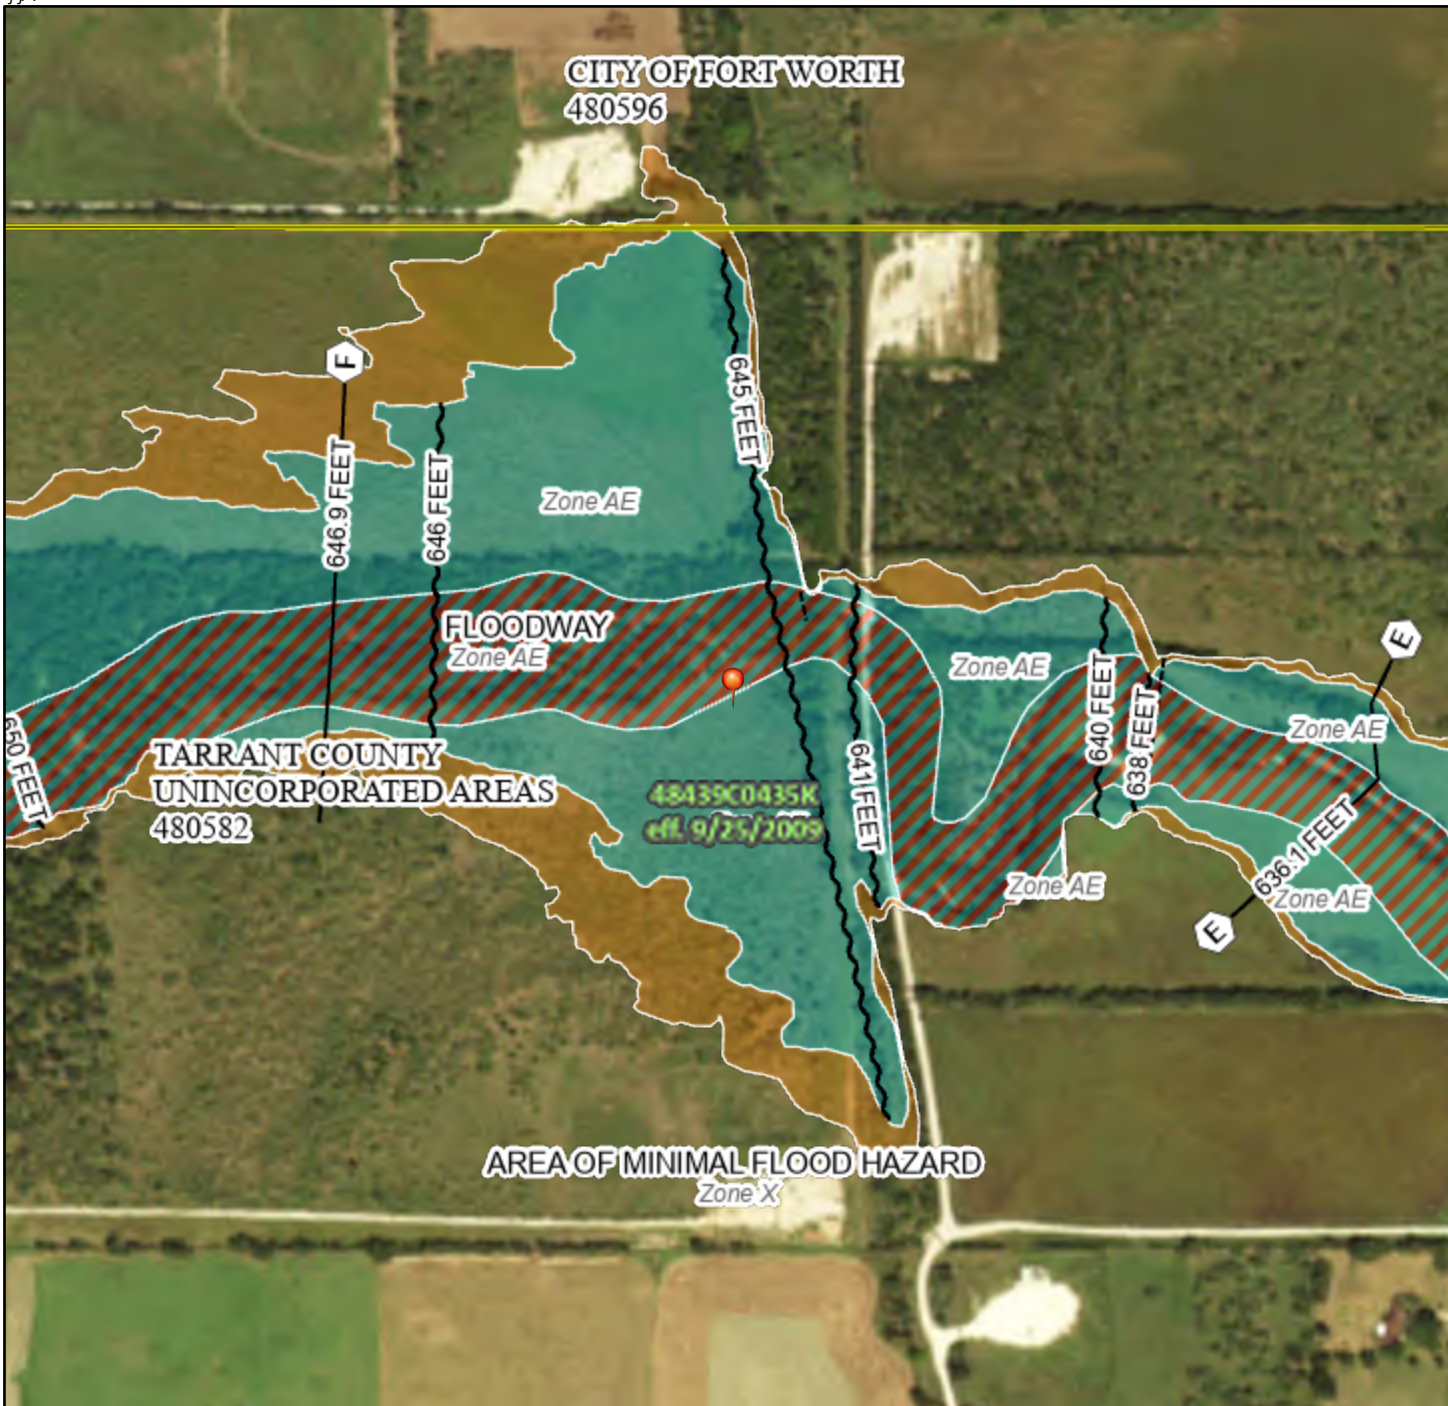 CITY OF FORT WORTH
480596
F
645 FEET
646.9 FEET
646 FEET
Zone AE
FLOODWAY
Zone AE
Zone AE
E
640 FEET
638 FEET
Zone AE
650 FEET
TARRANT COUNTY
UNINCORPORATED AREAS
480582
48439C0435K
eff. 9/25/2009
641 FEET
636.1 FEET
Zone AE
Zone AE
E
AREA OF MINIMAL FLOOD HAZARD
Zone X